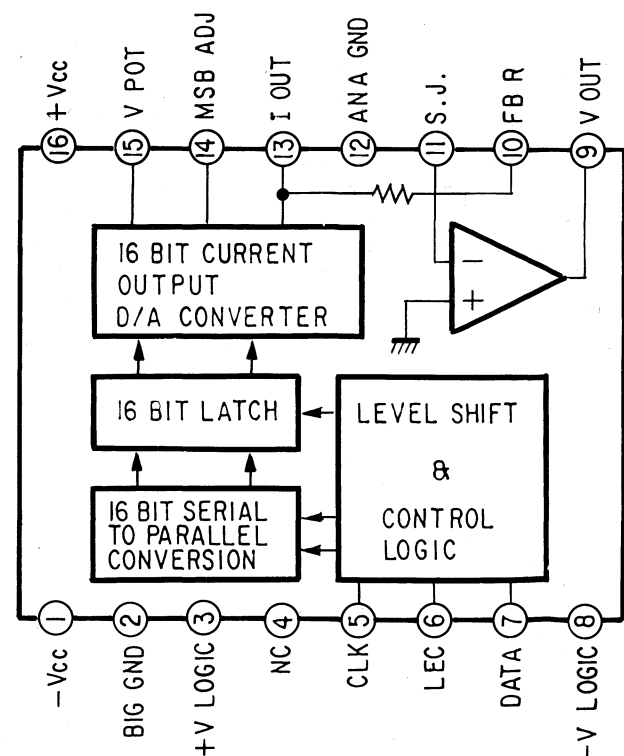 +Vcc
V POT
MSB ADJ
I OUT
ANA GND
S.J.
FB R
V OUT
16
15
14
13
12
11
10
9
16 BIT CURRENT
OUTPUT
D/A CONVERTER
−
+
16 BIT LATCH
LEVEL SHIFT
&
CONTROL
LOGIC
16 BIT SERIAL
TO PARALLEL
CONVERSION
1
2
3
4
5
6
7
8
-Vcc
BIG GND
+V LOGIC
NC
CLK
LEC
DATA
-V LOGIC